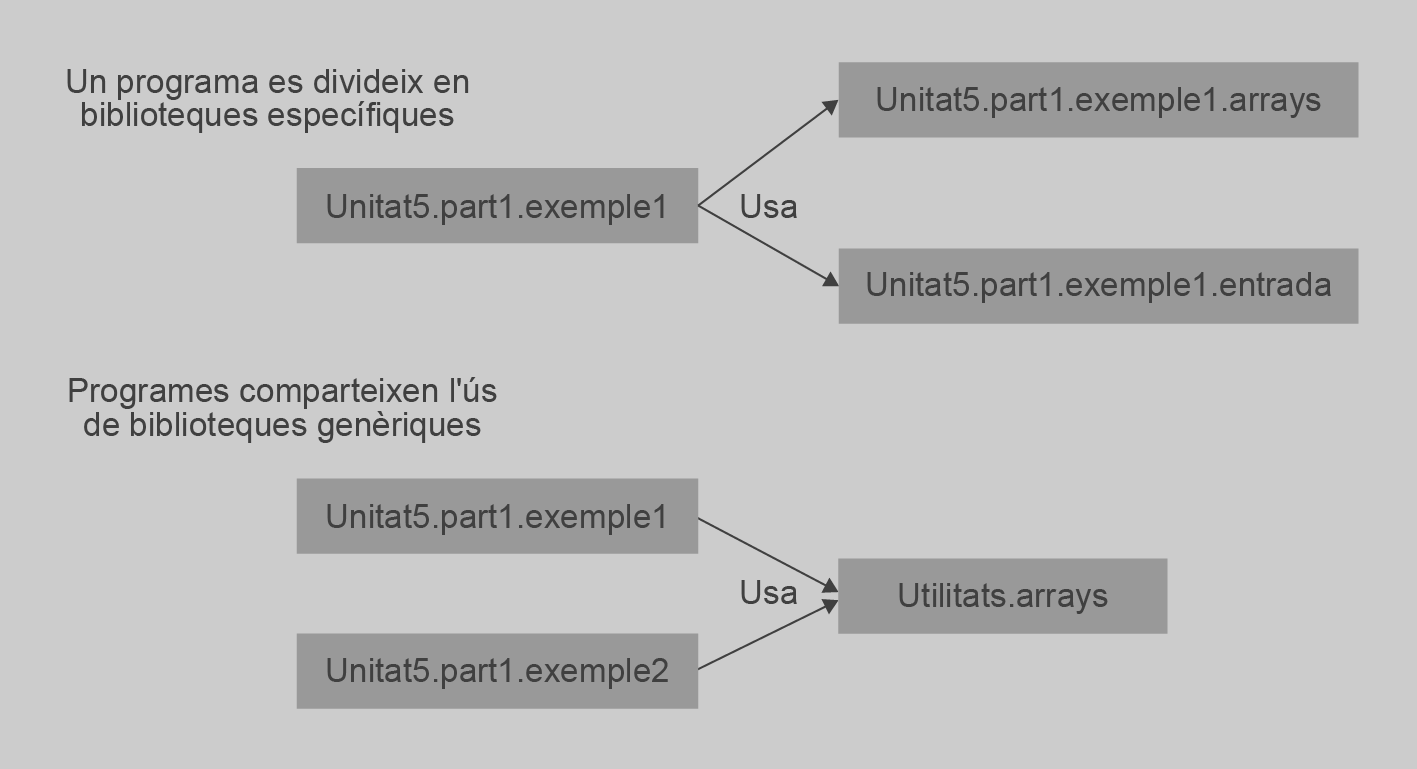 Un programa es divideix en
biblioteques específiques
Unitat5.part1.exemple1.arrays
Unitat5.part1.exemple1
Usa
Unitat5.part1.exemple1.entrada
Programes comparteixen l'ús
de biblioteques genèriques
Unitat5.part1.exemple1
Usa
Utilitats.arrays
Unitat5.part1.exemple2